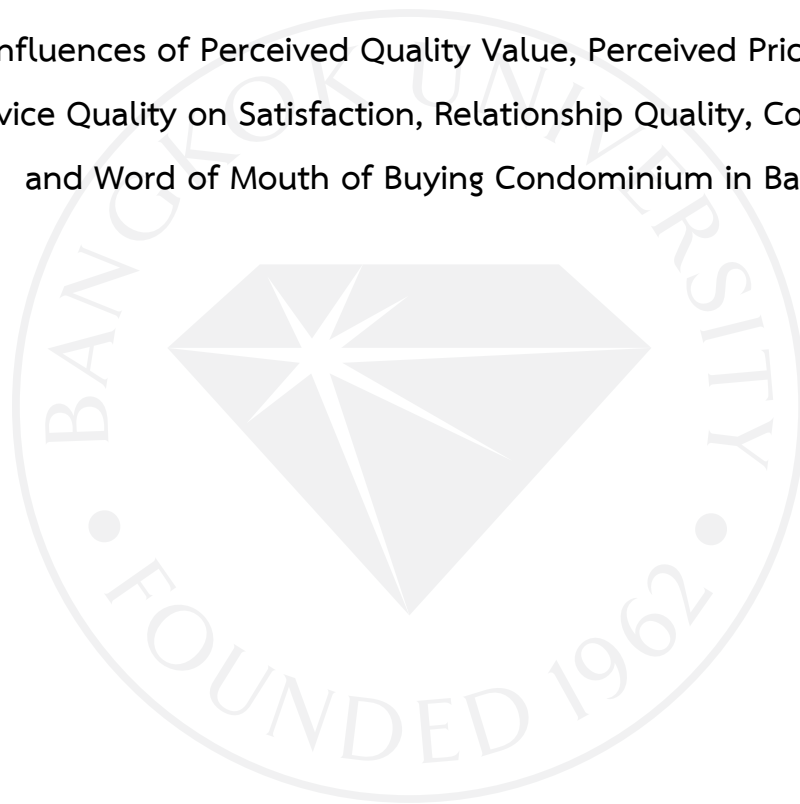 nfluences of Perceived Quality Value, Perceived Pric
vice Quality on Satisfaction, Relationship Quality, Co
and Word of Mouth of Buying Condominium in Ba
BANGKOK UNIVERSITY
• FOUNDED 1962 •